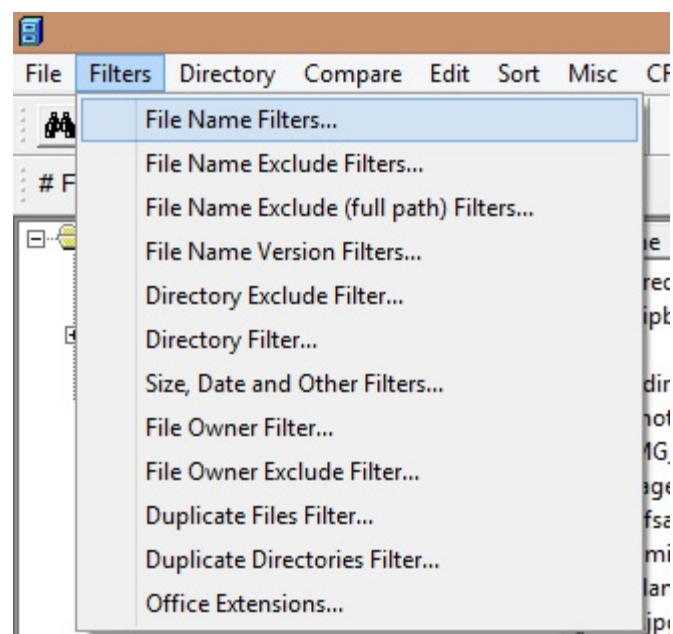 File Filters Directory Compare Edit Sort Misc
# F
File Name Filters...
File Name Exclude Filters...
File Name Exclude (full path) Filters...
File Name Version Filters...
Directory Exclude Filter...
Directory Filter...
Size, Date and Other Filters...
File Owner Filter...
File Owner Exclude Filter...
Duplicate Files Filter...
Duplicate Directories Filter...
Office Extensions...